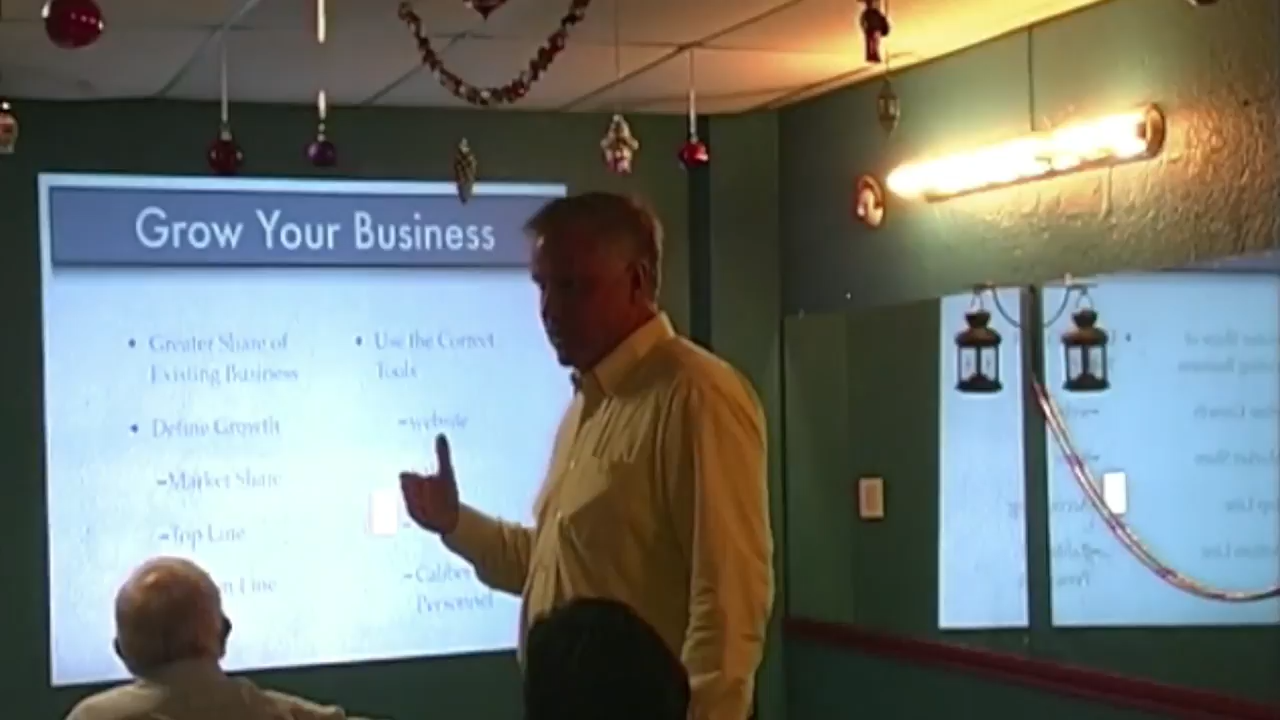 Grow Your Business
• Greater Share of
Existing Business
• Define Growth
-Market Share
-Top Line
n Line
• Use the Correct
Tools
-website
-Caliber
Personnel